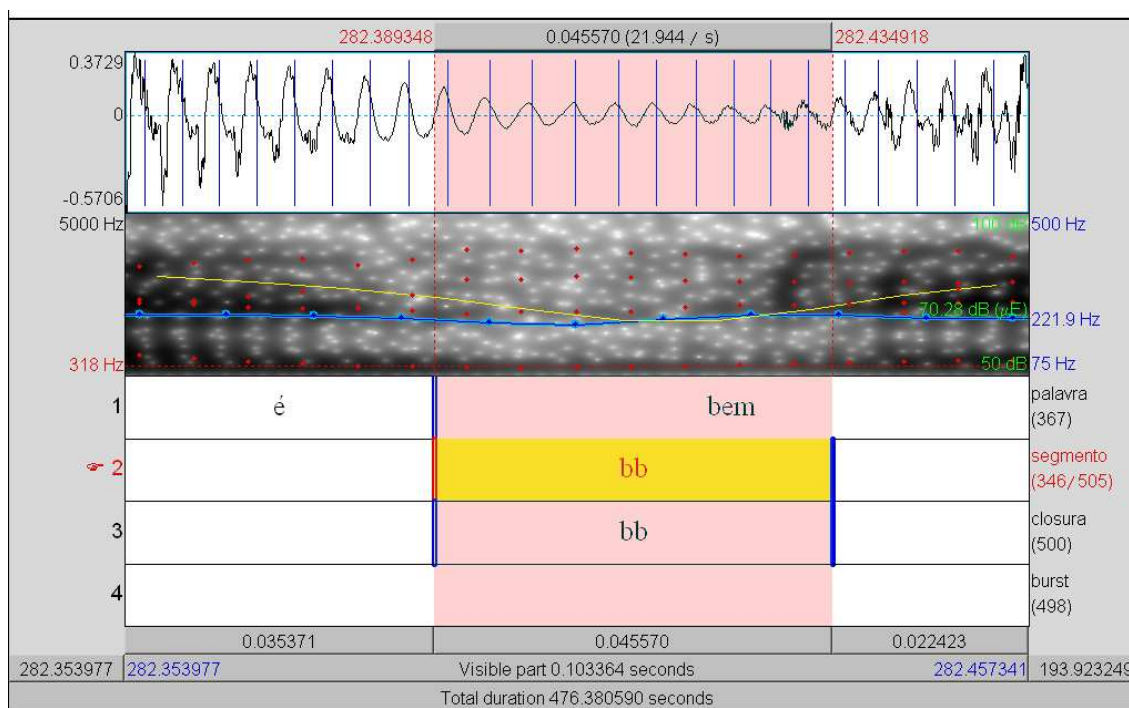 282.389348 0.045570 (21.944 / s) 282.434918
0.3729
0
-0.5706
5000 Hz 100 dB 500 Hz
70.28 dB (µE) 221.9 Hz
318 Hz 50 dB 75 Hz
1 é bem palavra
(367)
2 bb segmento
(346/505)
3 bb closura
(500)
4 burst
(498)
0.035371 0.045570 0.022423
282.353977 282.353977 Visible part 0.103364 seconds 282.457341 193.923249
Total duration 476.380590 seconds